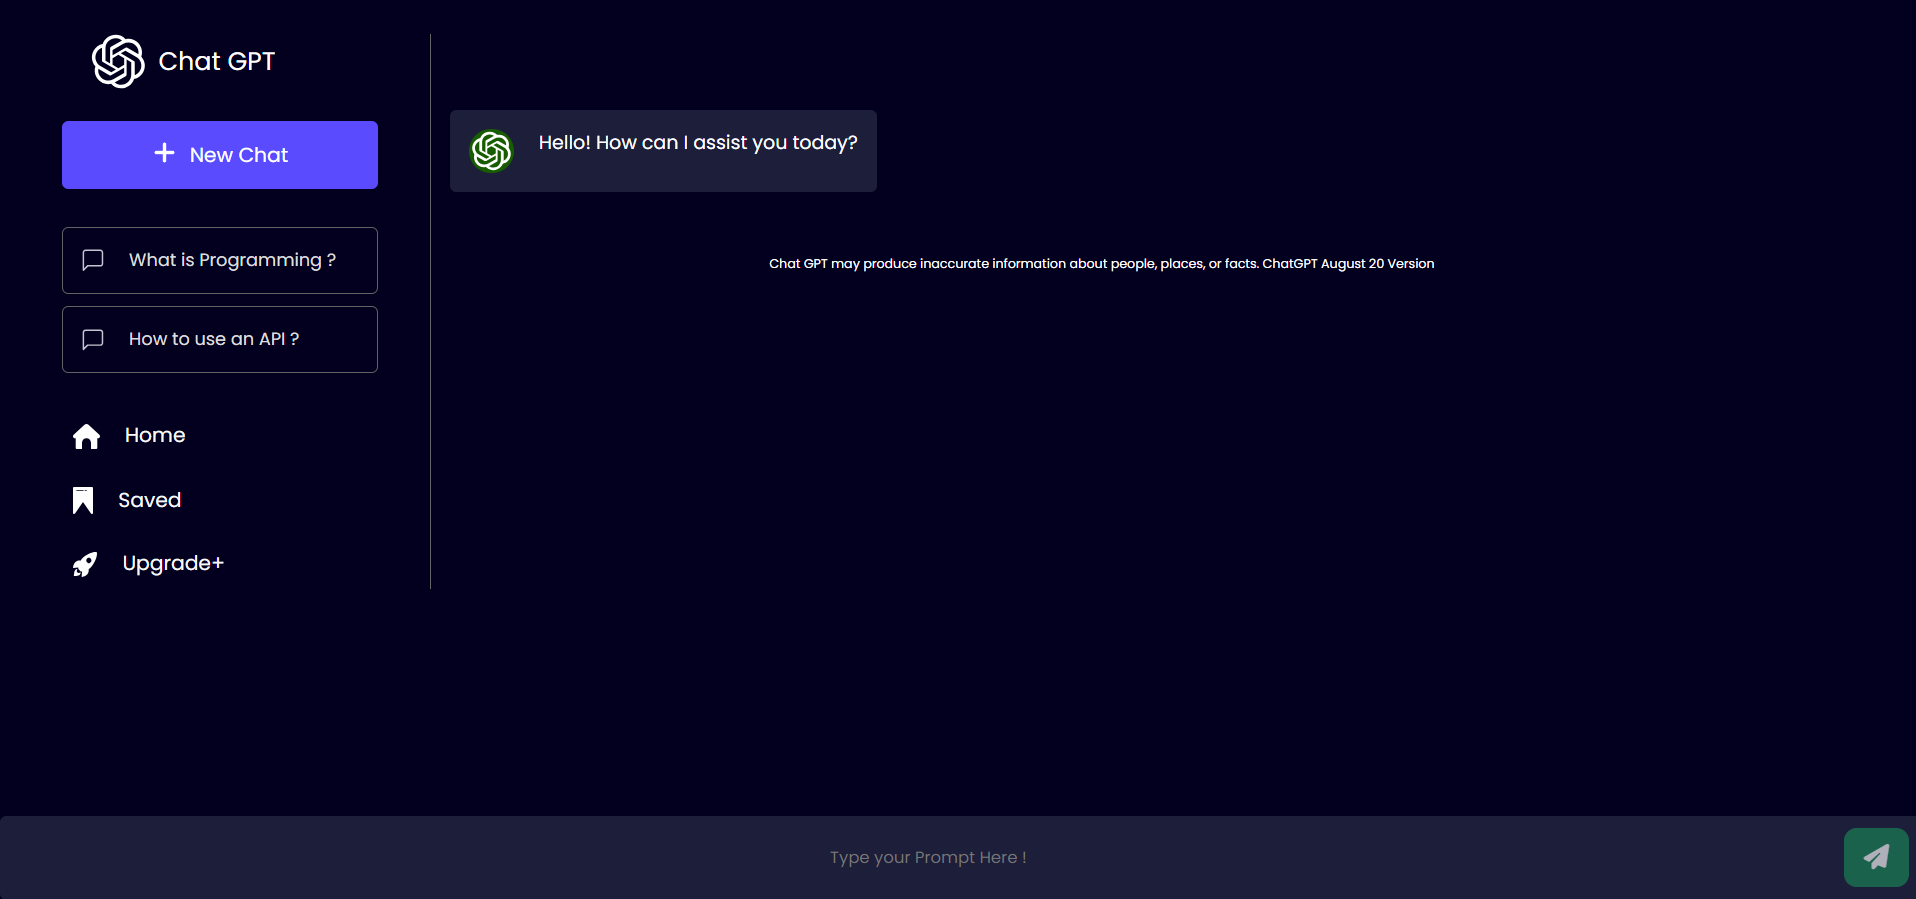 Chat GPT
New Chat
What is Programming ?
How to use an API ?
Home
Saved
Upgrade+
Hello! How can I assist you today?
Chat GPT may produce inaccurate information about people, places, or facts. ChatGPT August 20 Version
Type your Prompt Here !